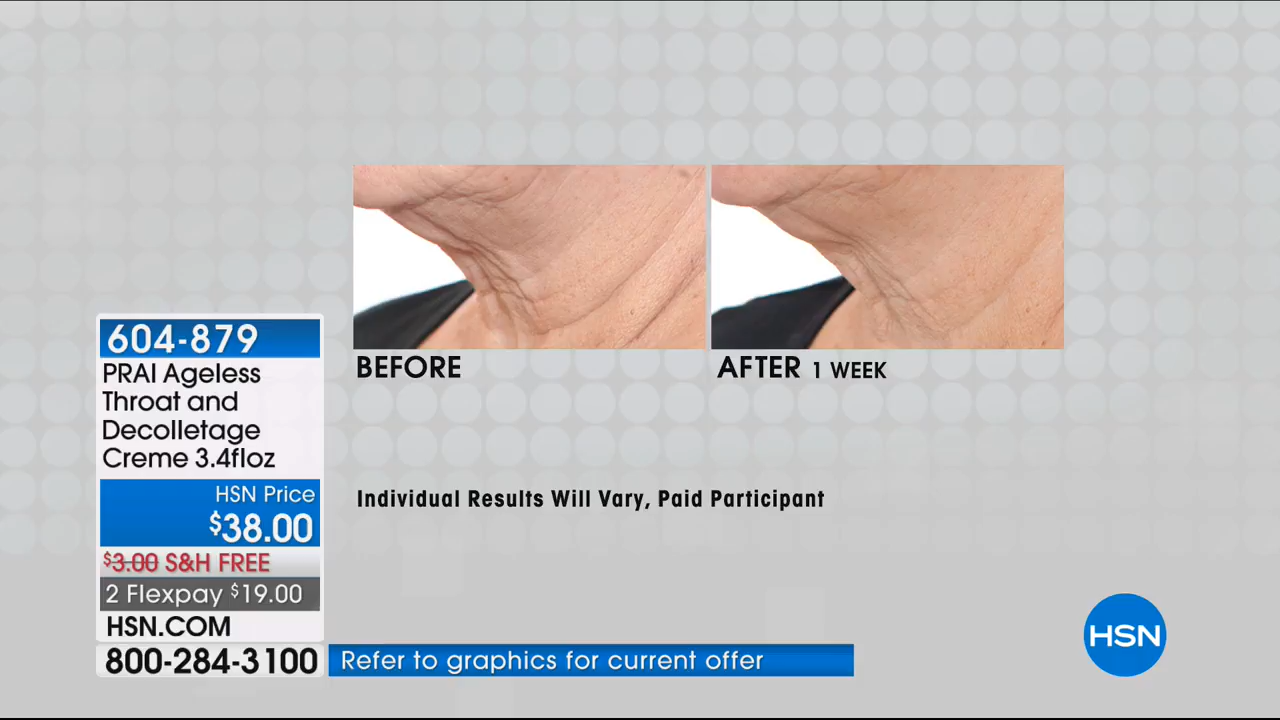 BEFORE
AFTER 1 WEEK
604-879
PRAI Ageless
Throat and
Decolletage
Creme 3.4floz
HSN Price
$38.00
$3.00 S&H FREE
2 Flexpay $19.00
HSN.COM
800-284-3100
Individual Results Will Vary, Paid Participant
Refer to graphics for current offer
HSN